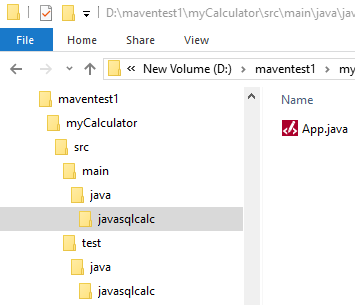 D:\maventest1\myCalculator\src\main\java\ja
File Home Share View
« New Volume (D:) › maventest1 › my
maventest1
myCalculator
src
main
java
javasqlcalc
test
java
javasqlcalc
Name
App.java